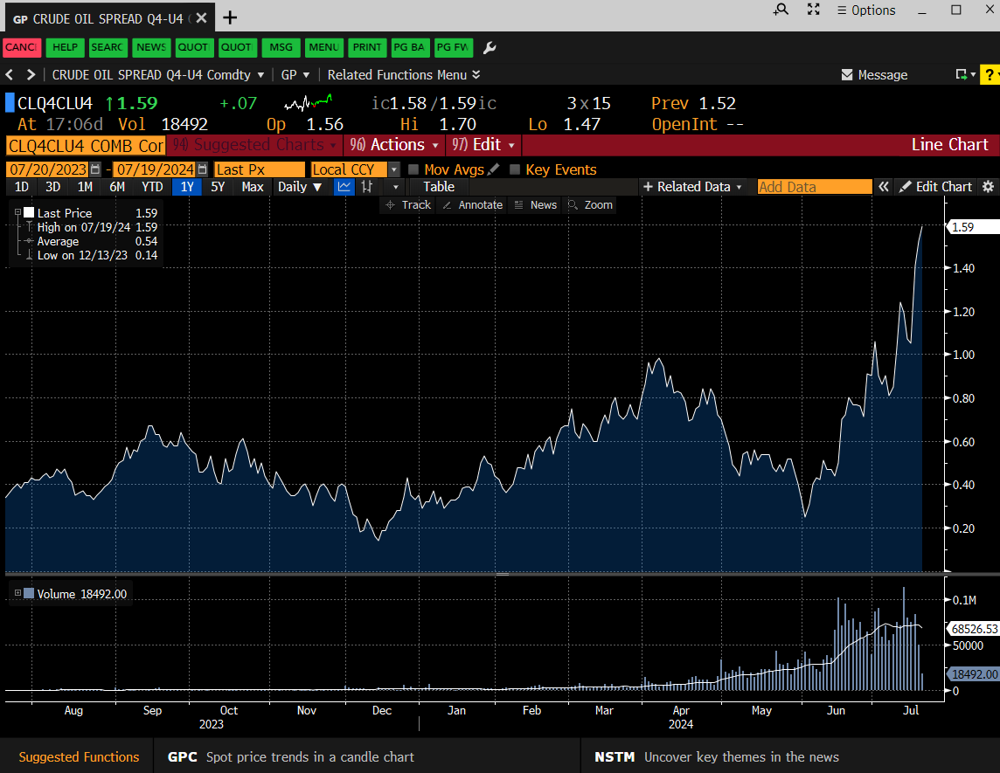 GP CRUDE OIL SPREAD Q4-U4 (
Options
CANCL HELP SEARC NEWS QUOT QUOT MSG MENU PRINT PG BA PG FW
CRUDE OIL SPREAD Q4-U4 Comdty GP Related Functions Menu Message ?
CLQ4CLU4 ↑1.59 +.07 ic1.58/1.59ic 3x15 Prev 1.52
At 17:06d Vol 18492 Op 1.56 Hi 1.70 Lo 1.47 OpenInt --
CLQ4CLU4 COMB Cor 94) Suggested Charts 96) Actions 97) Edit Line Chart
07/20/2023 - 07/19/2024 Last Px Local CCY Mov Avgs Key Events
1D 3D 1M 6M YTD 1Y 5Y Max Daily ▼ Table + Related Data Add Data « Edit Chart
Track Annotate News Zoom
Last Price 1.59
High on 07/19/24 1.59
Average 0.54
Low on 12/13/23 0.14
1.59
1.40
1.20
1.00
0.80
0.60
0.40
0.20
Volume 18492.00
0.1M
68526.53
50000
18492.00
0
Aug Sep Oct Nov Dec Jan Feb Mar Apr May Jun Jul
2023 2024
Suggested Functions GPC Spot price trends in a candle chart NSTM Uncover key themes in the news